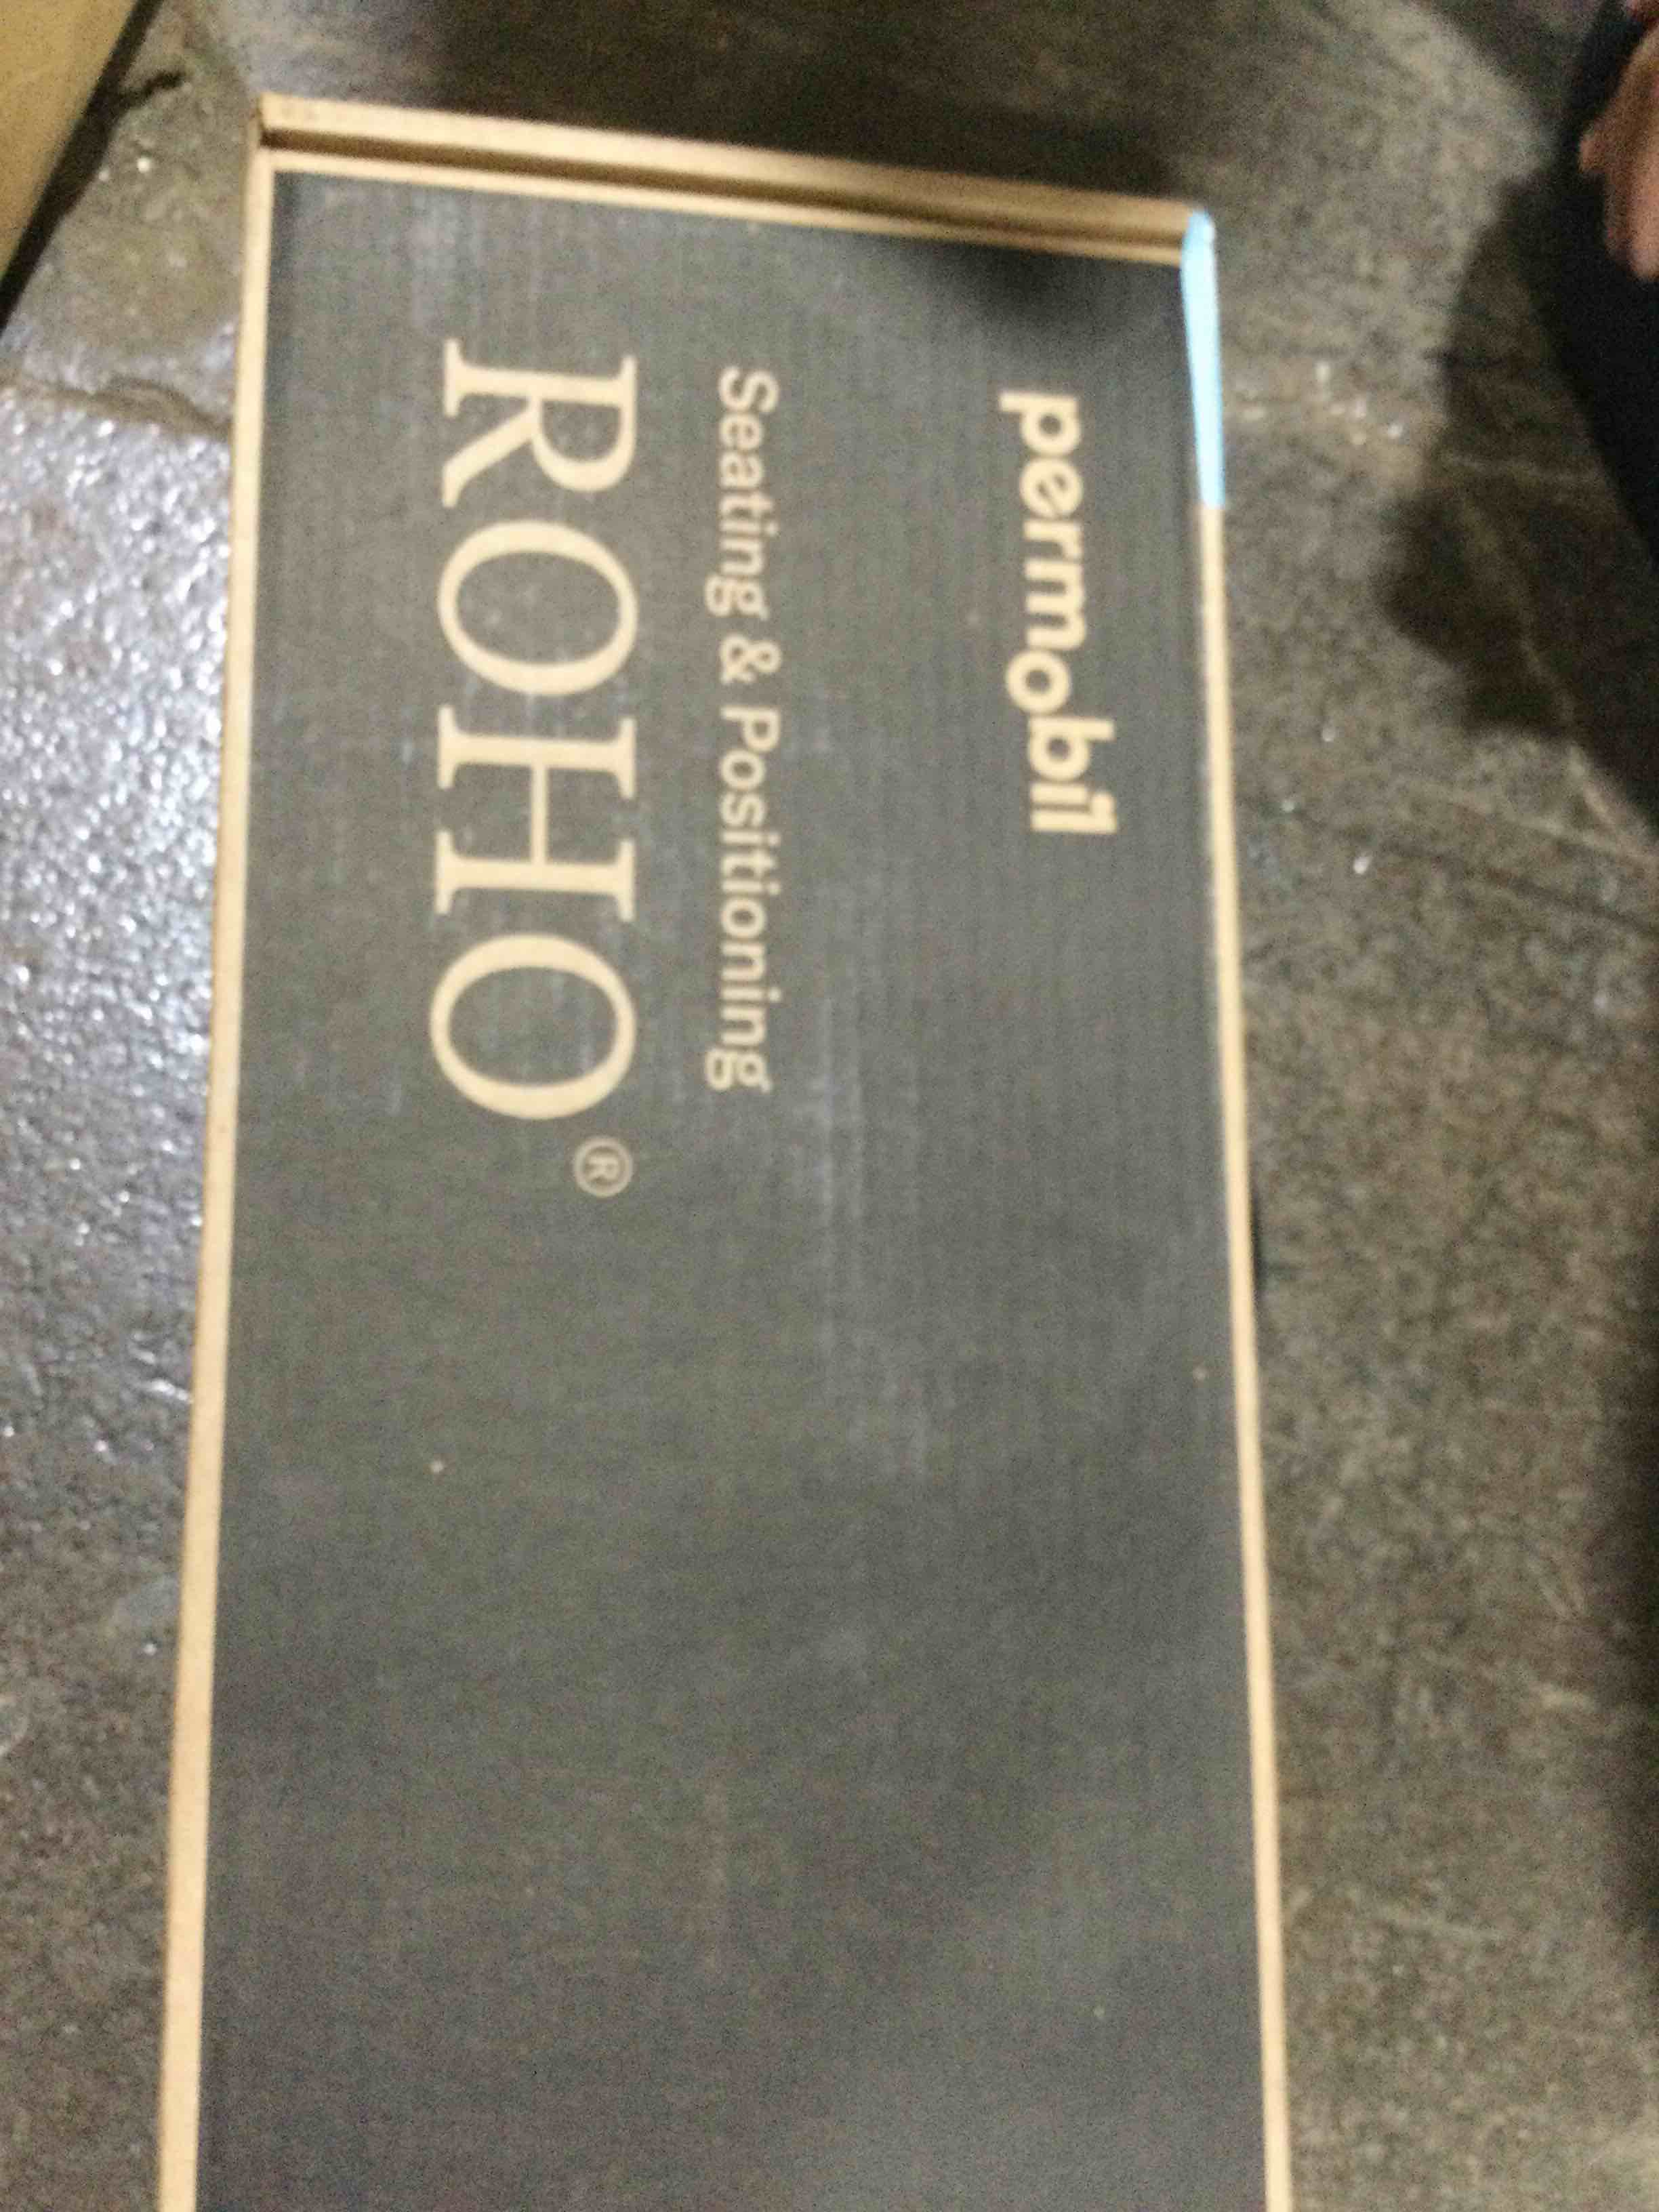 permobil
Seating & Positioning
ROHO®